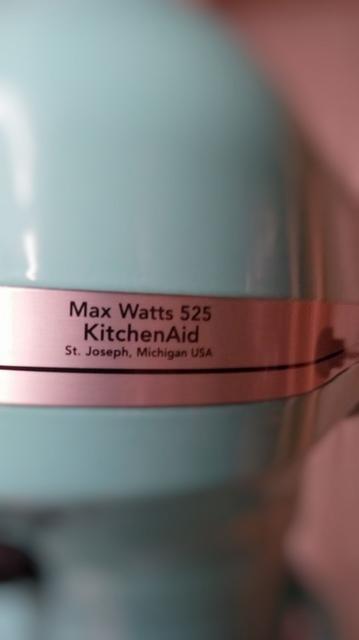 Max Watts 525
KitchenAid
St. Joseph, Michigan USA